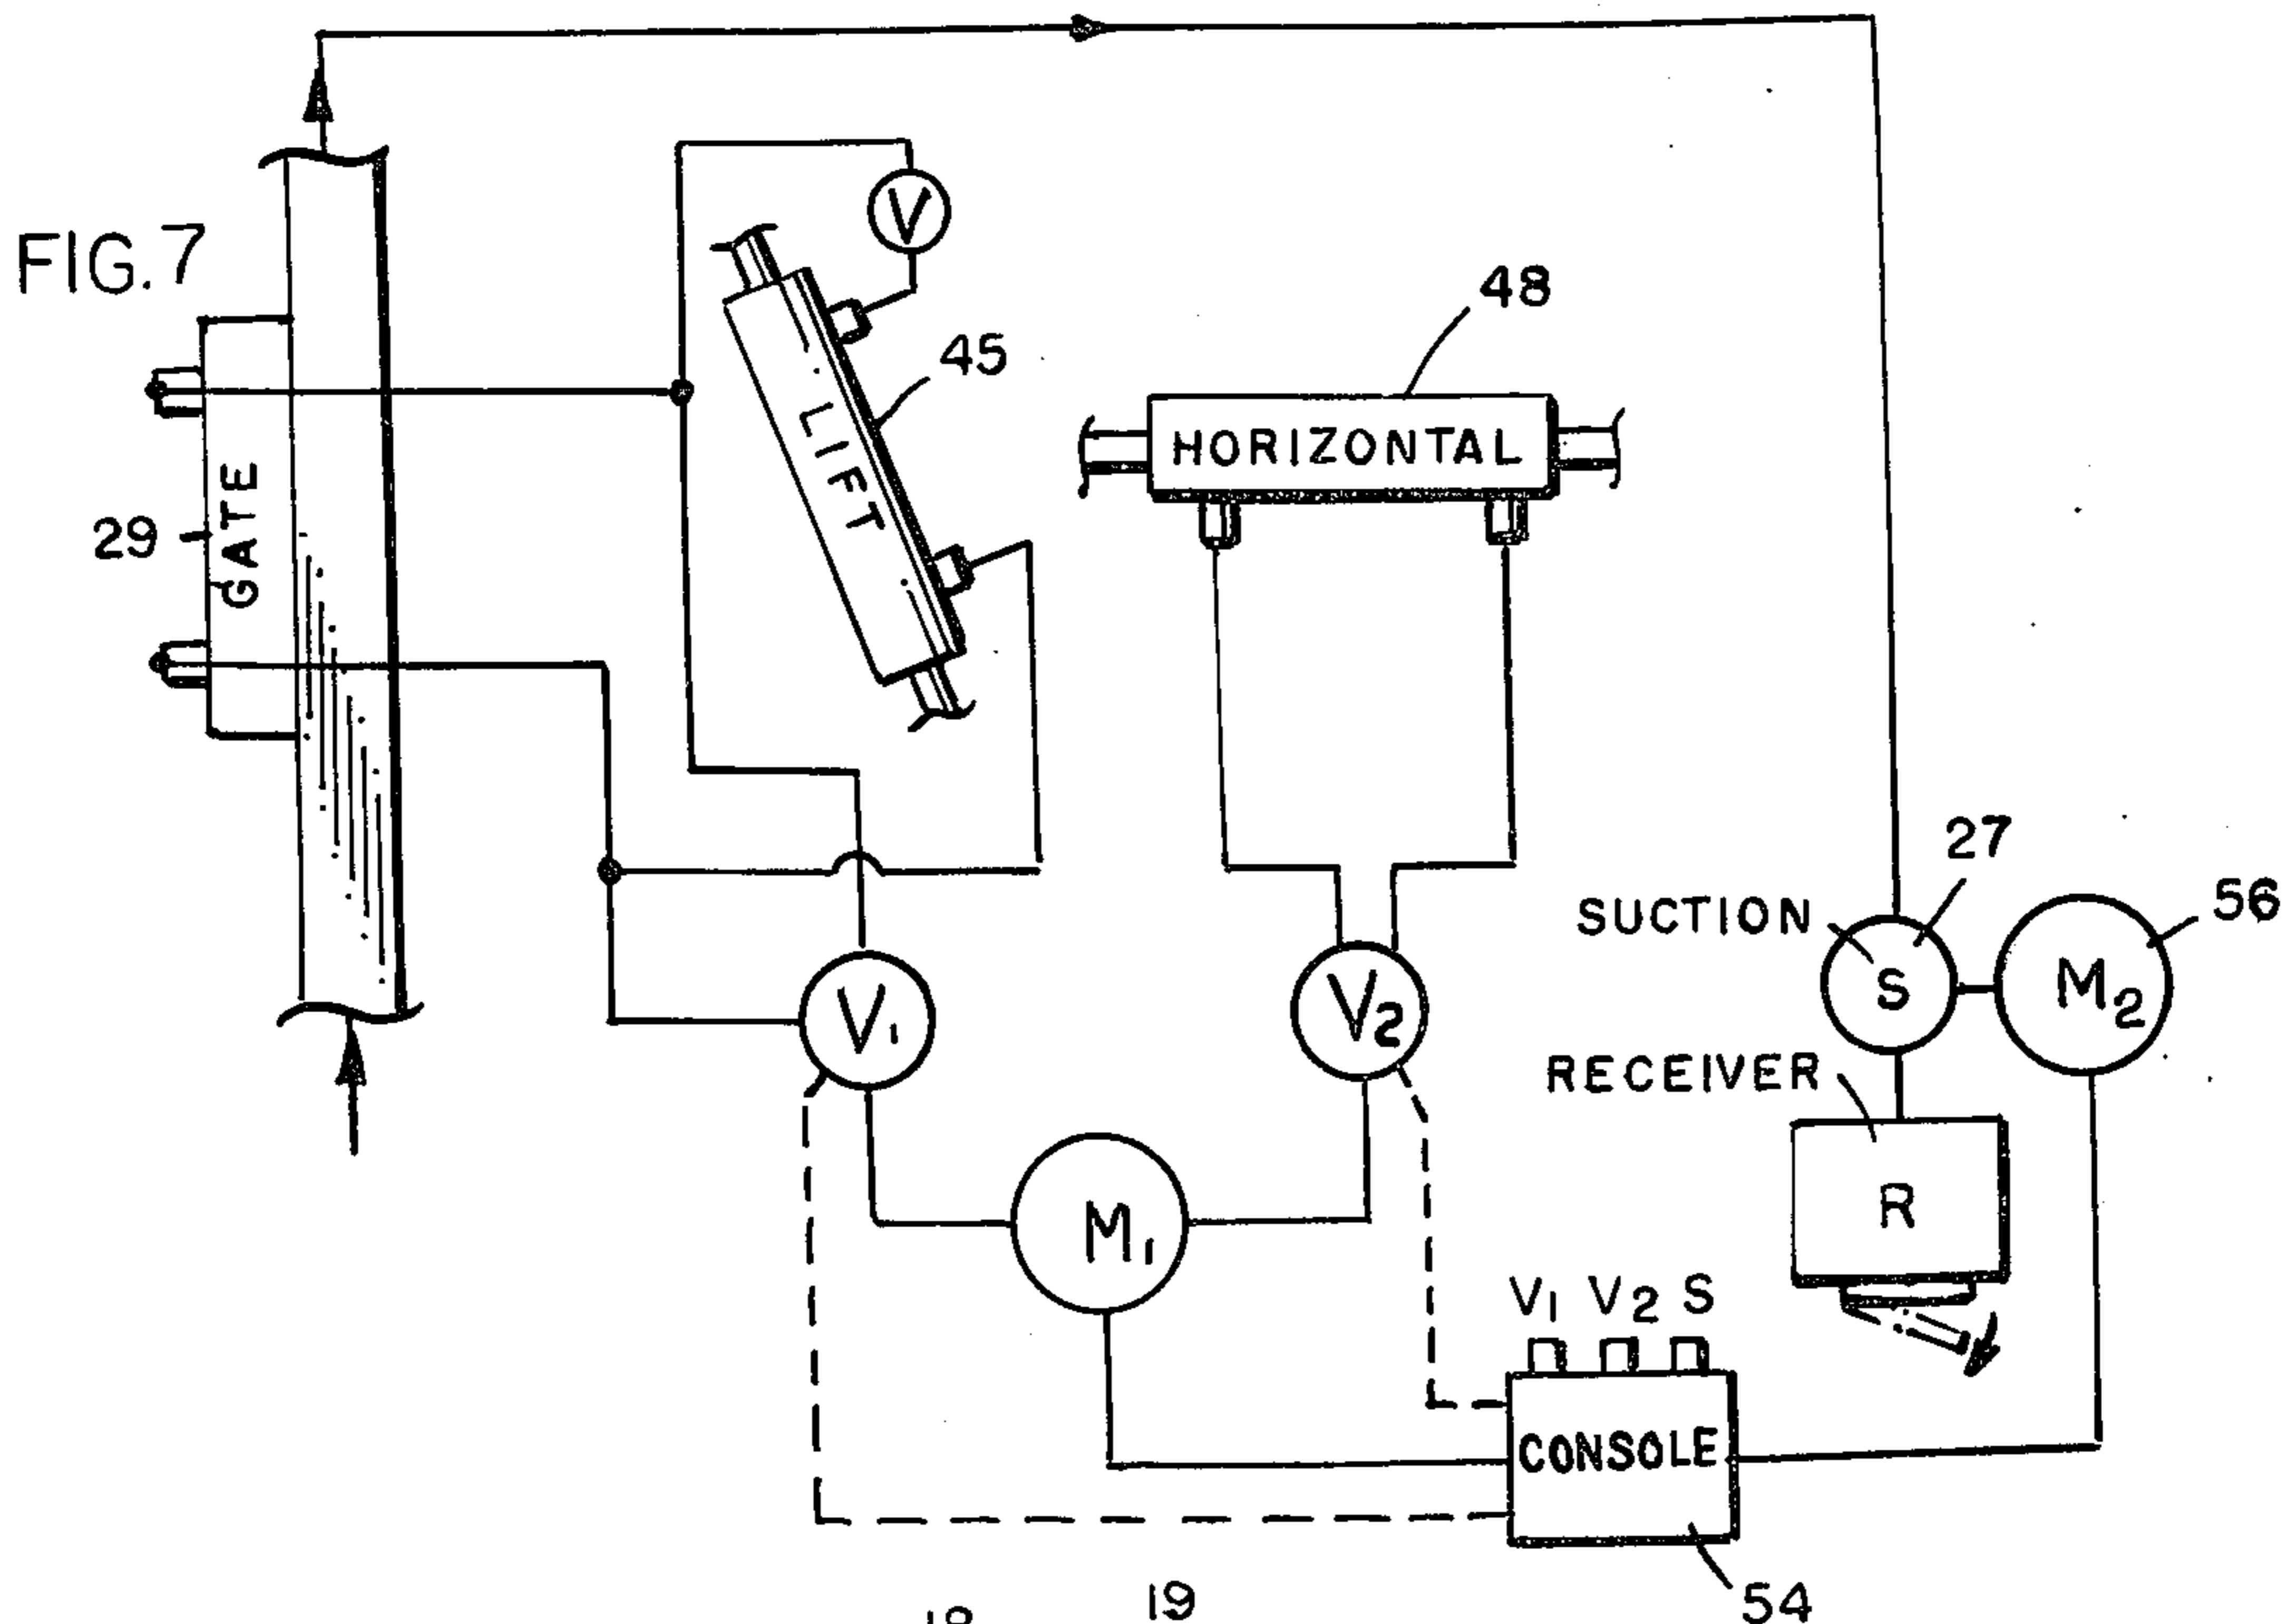 FIG. 7
V
48
45
LIFT
HORIZONTAL
29
GATE
27
SUCTION
56
S
M2
V1
V2
RECEIVER
R
M1
V1 V2 S
CONSOLE
54
19